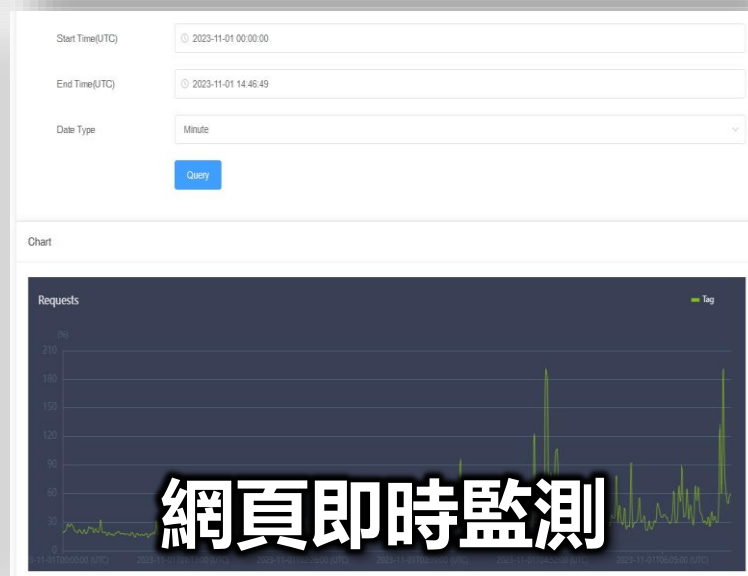 Start Time(UTC)
2023-11-01 00:00:00
End Time(UTC)
2023-11-01 14:46:49
Date Type
Minute
Query
Chart
Requests
Tag
(%)
210
180
150
120
90
60
30
0
網頁即時監測